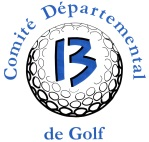 Comité Départemental
13
de Golf